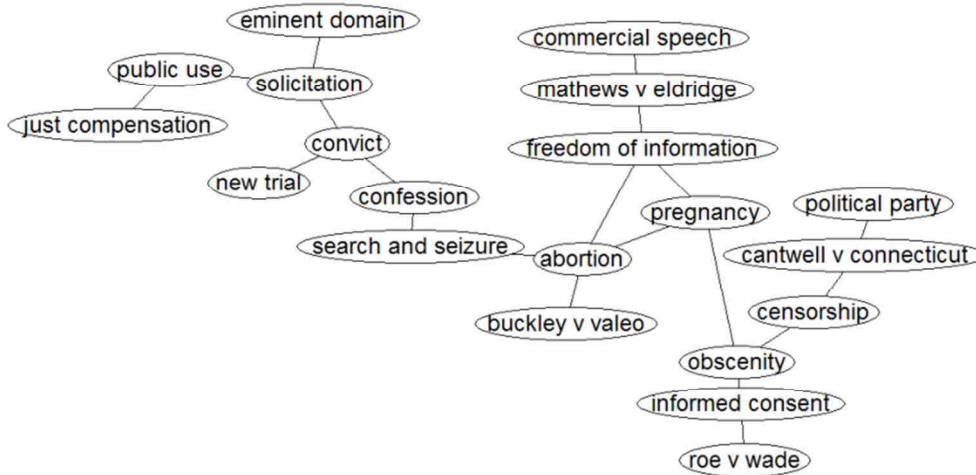 eminent domain
commercial speech
public use
solicitation
mathews v eldridge
just compensation
convict
freedom of information
new trial
confession
pregnancy
political party
search and seizure
abortion
cantwell v connecticut
buckley v valeo
censorship
obscenity
informed consent
roe v wade